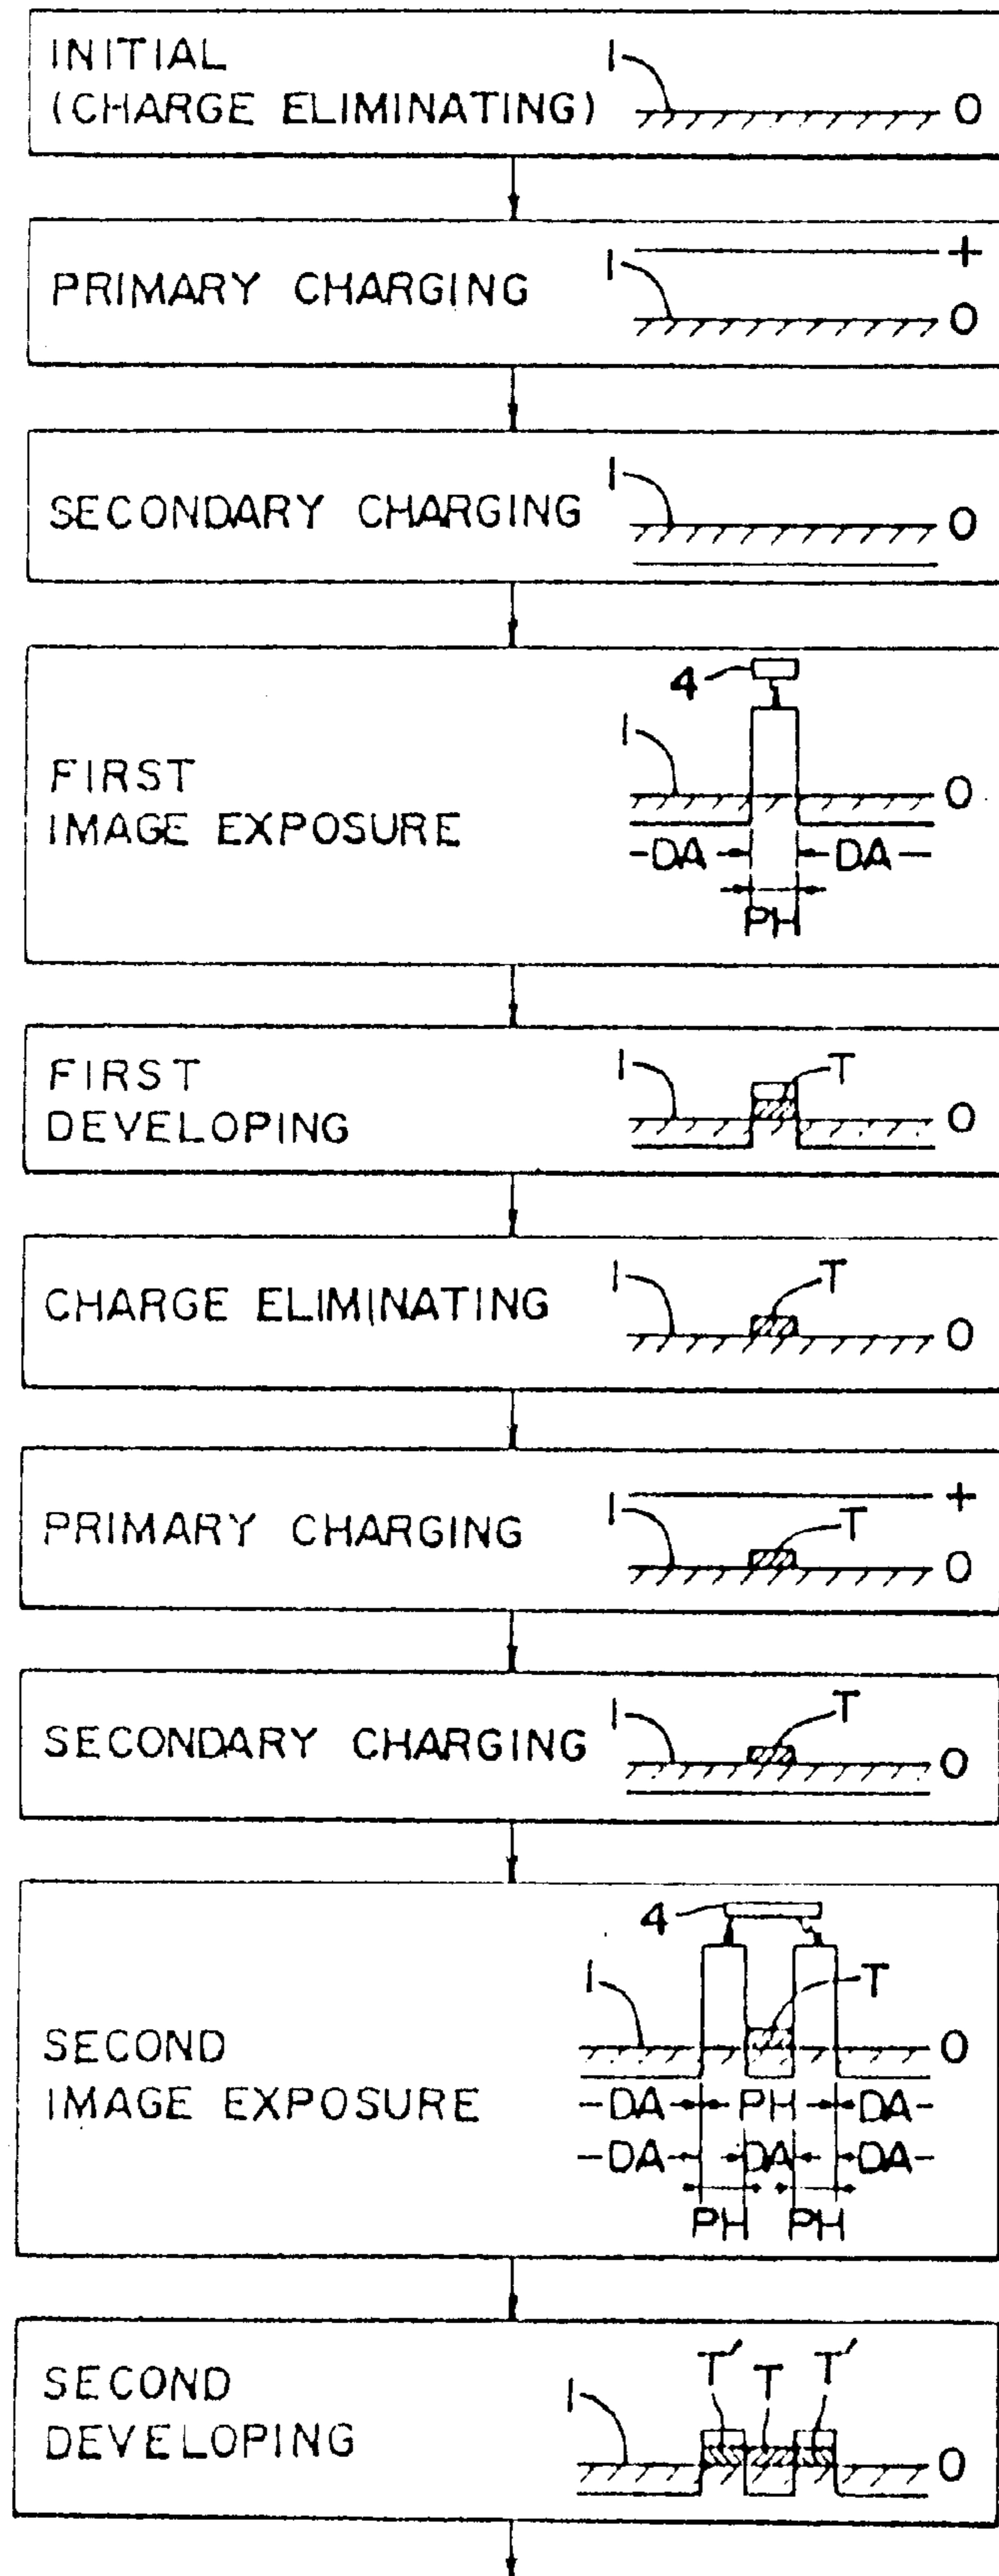 INITIAL
(CHARGE ELIMINATING)
1
0
PRIMARY CHARGING
1
+
0
SECONDARY CHARGING
1
0
FIRST
IMAGE EXPOSURE
4
1
0
DA
DA
PH
FIRST
DEVELOPING
1
T
0
CHARGE ELIMINATING
1
T
0
PRIMARY CHARGING
1
+
T
0
SECONDARY CHARGING
1
T
0
SECOND
IMAGE EXPOSURE
4
1
T
0
DA PH DA
DA DA DA
PH PH
SECOND
DEVELOPING
1
T' T T'
0